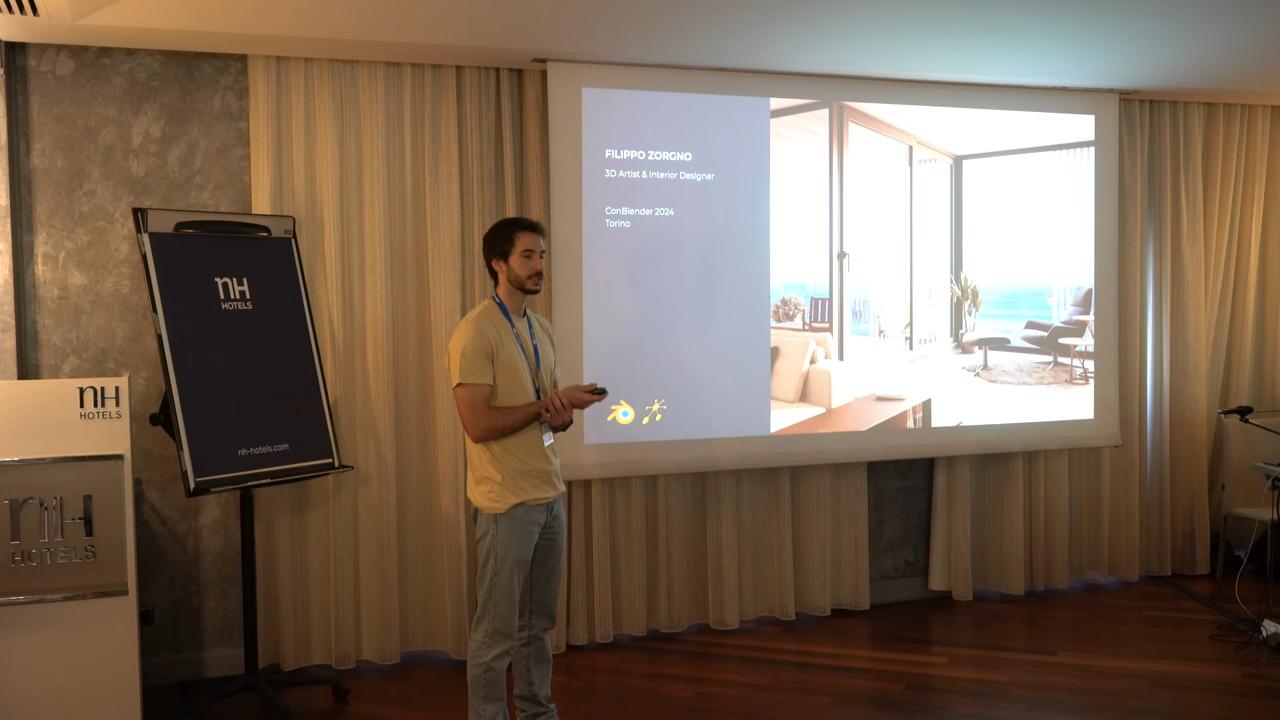 nH
HOTELS
nh-hotels.com
nH
HOTELS
nH
HOTELS
FILIPPO ZORGNO
3D Artist & Interior Designer
ConBlender 2024
Torino